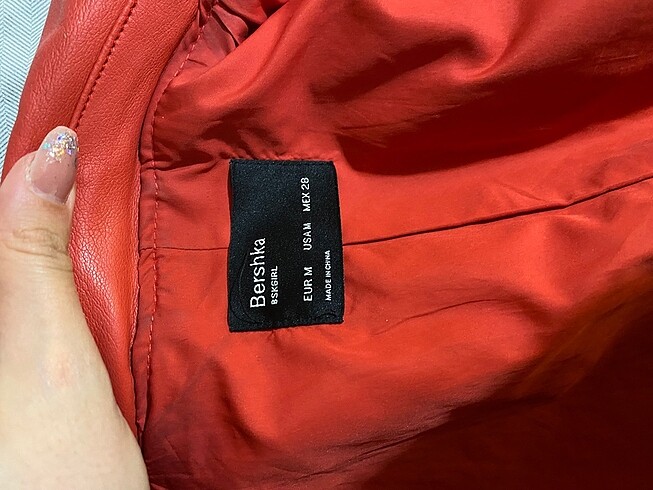 Bershka
BSKGIRL
EUR M USA M MEX 28
MADE IN CHINA